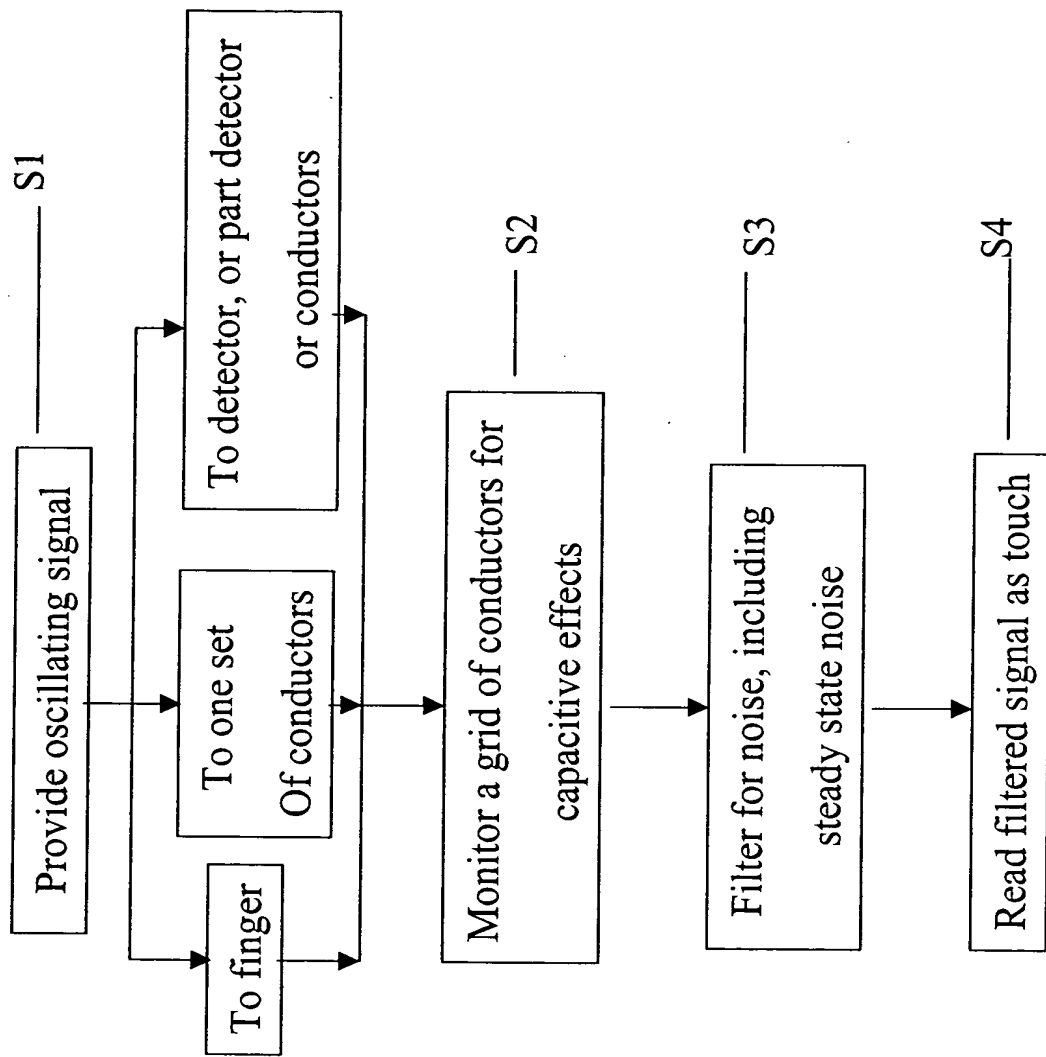 Provide oscillating signal
S1
To finger
To one set
Of conductors
To detector, or part detector
or conductors
Monitor a grid of conductors for
capacitive effects
S2
Filter for noise, including
steady state noise
S3
Read filtered signal as touch
S4